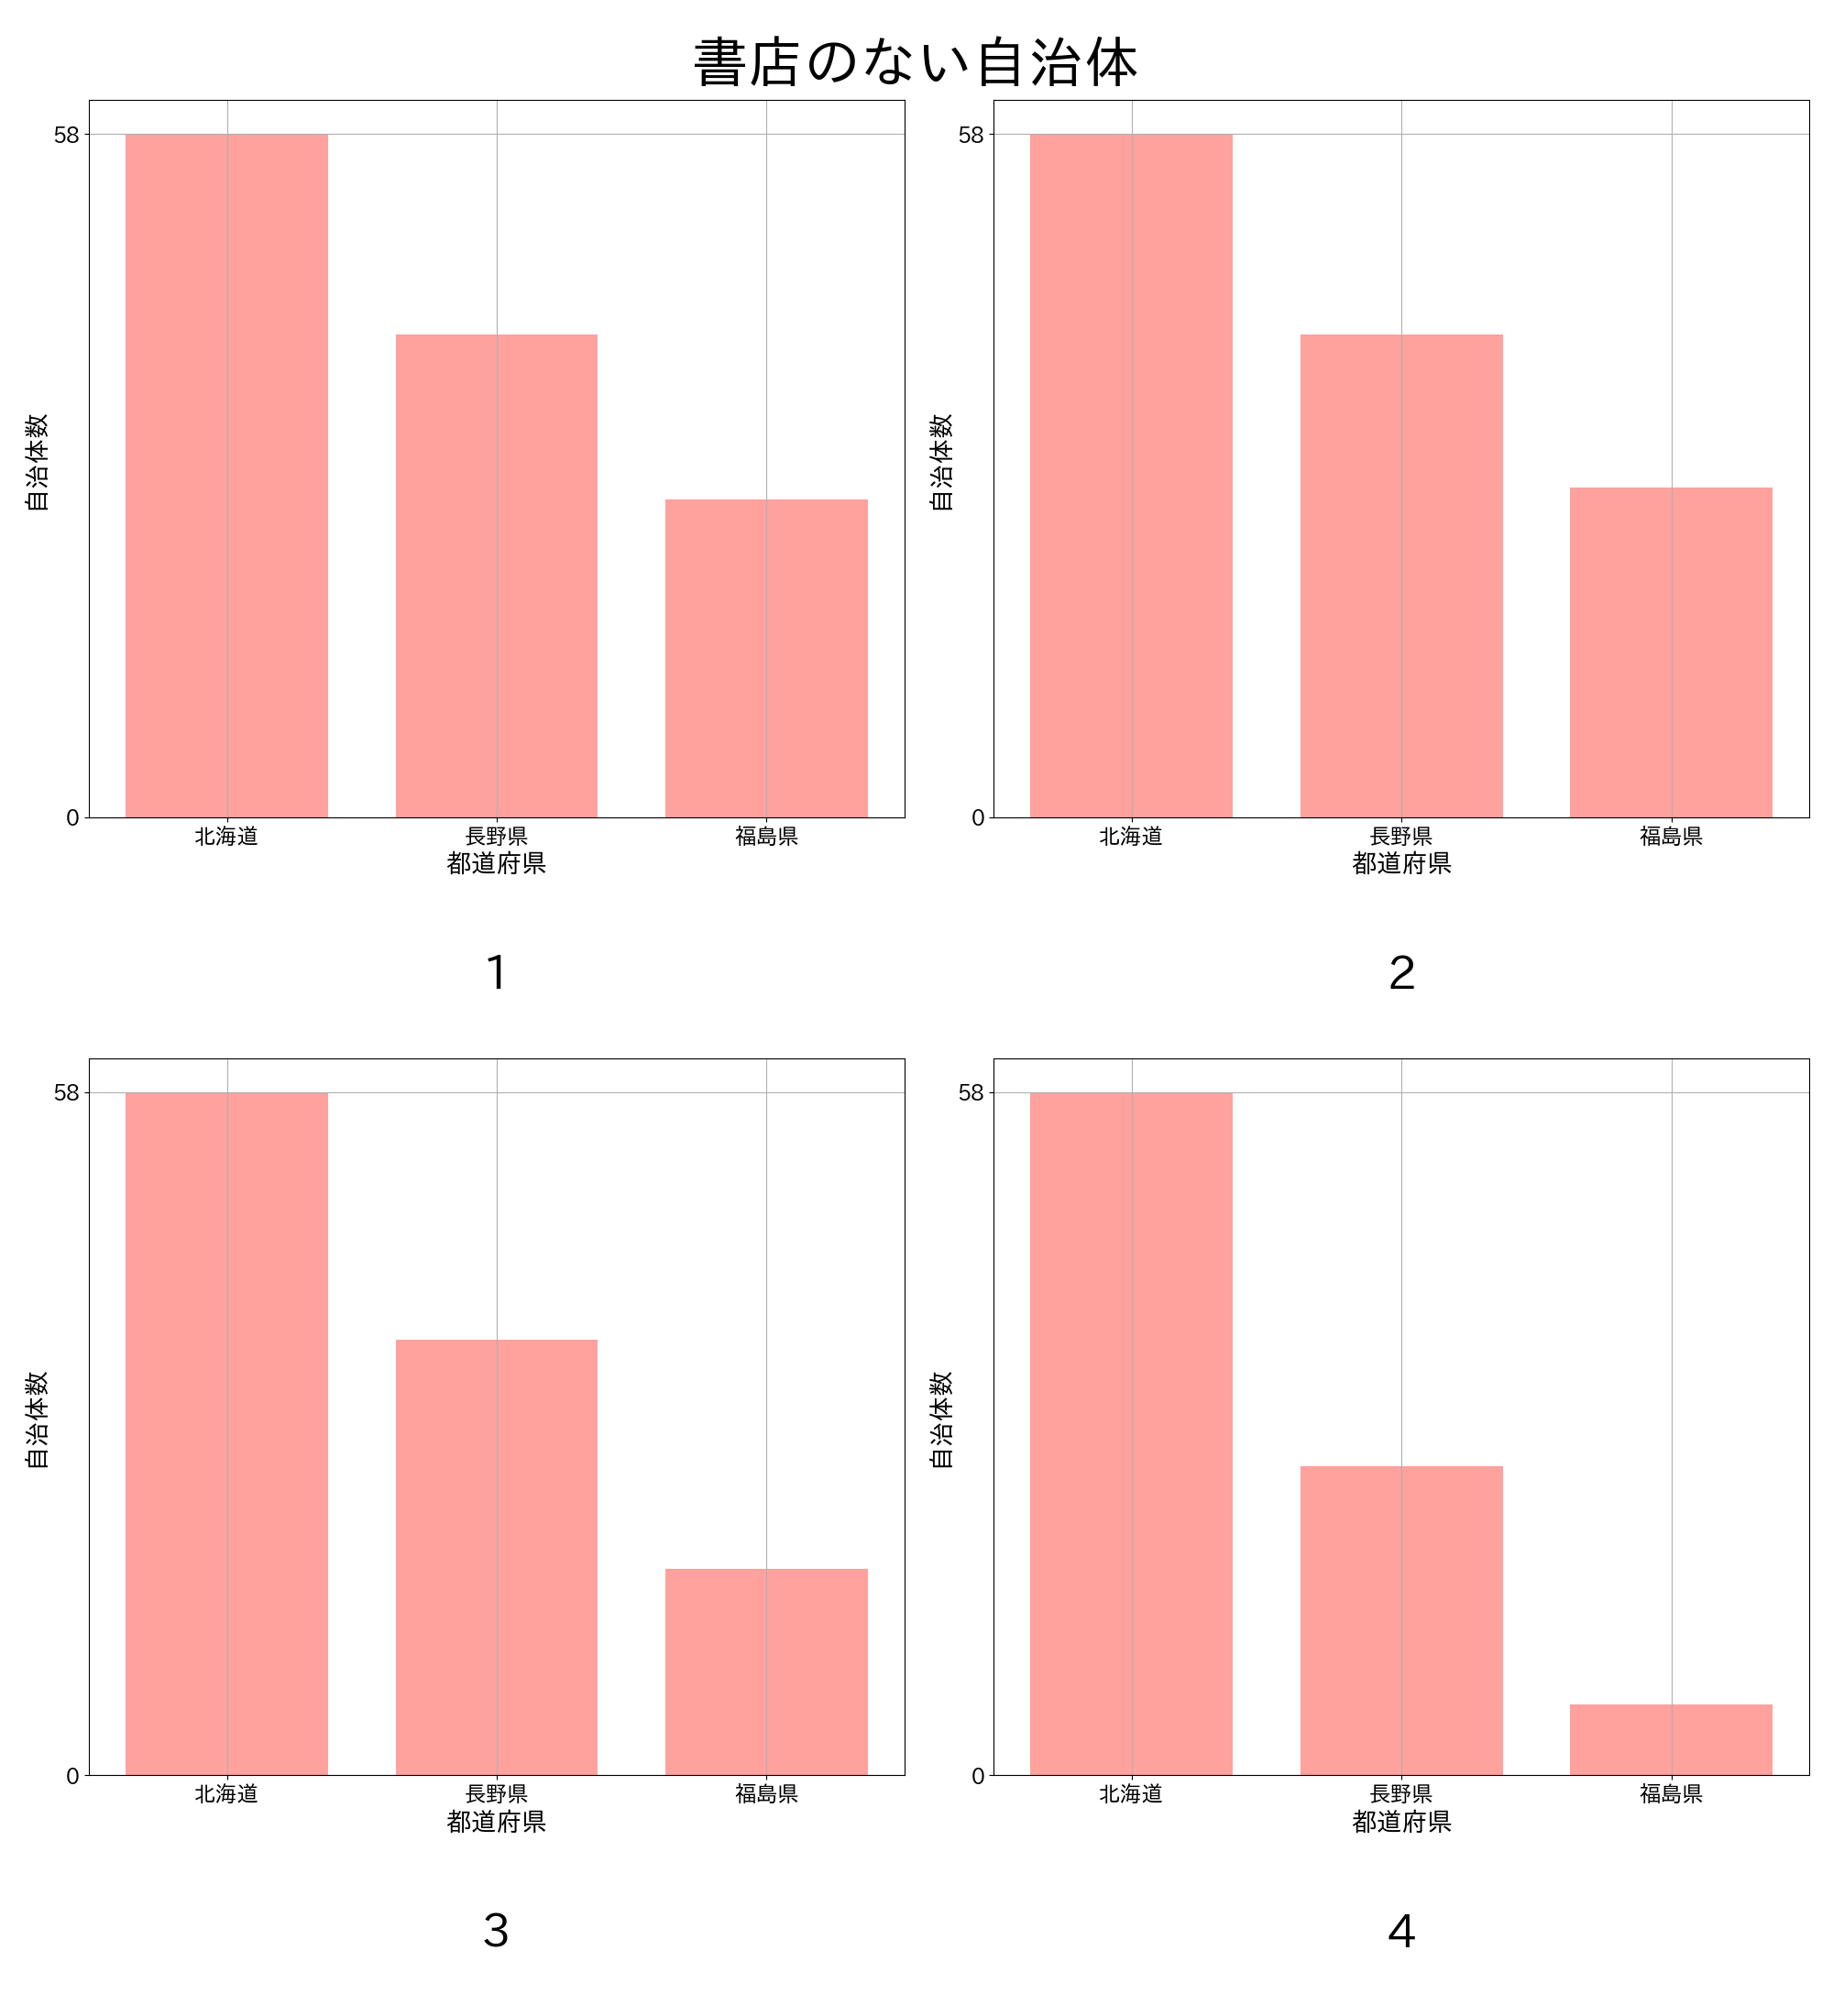 書店のない自治体
58
0
自治体数
北海道 長野県 福島県
都道府県
1
58
0
自治体数
北海道 長野県 福島県
都道府県
2
58
0
自治体数
北海道 長野県 福島県
都道府県
3
58
0
自治体数
北海道 長野県 福島県
都道府県
4